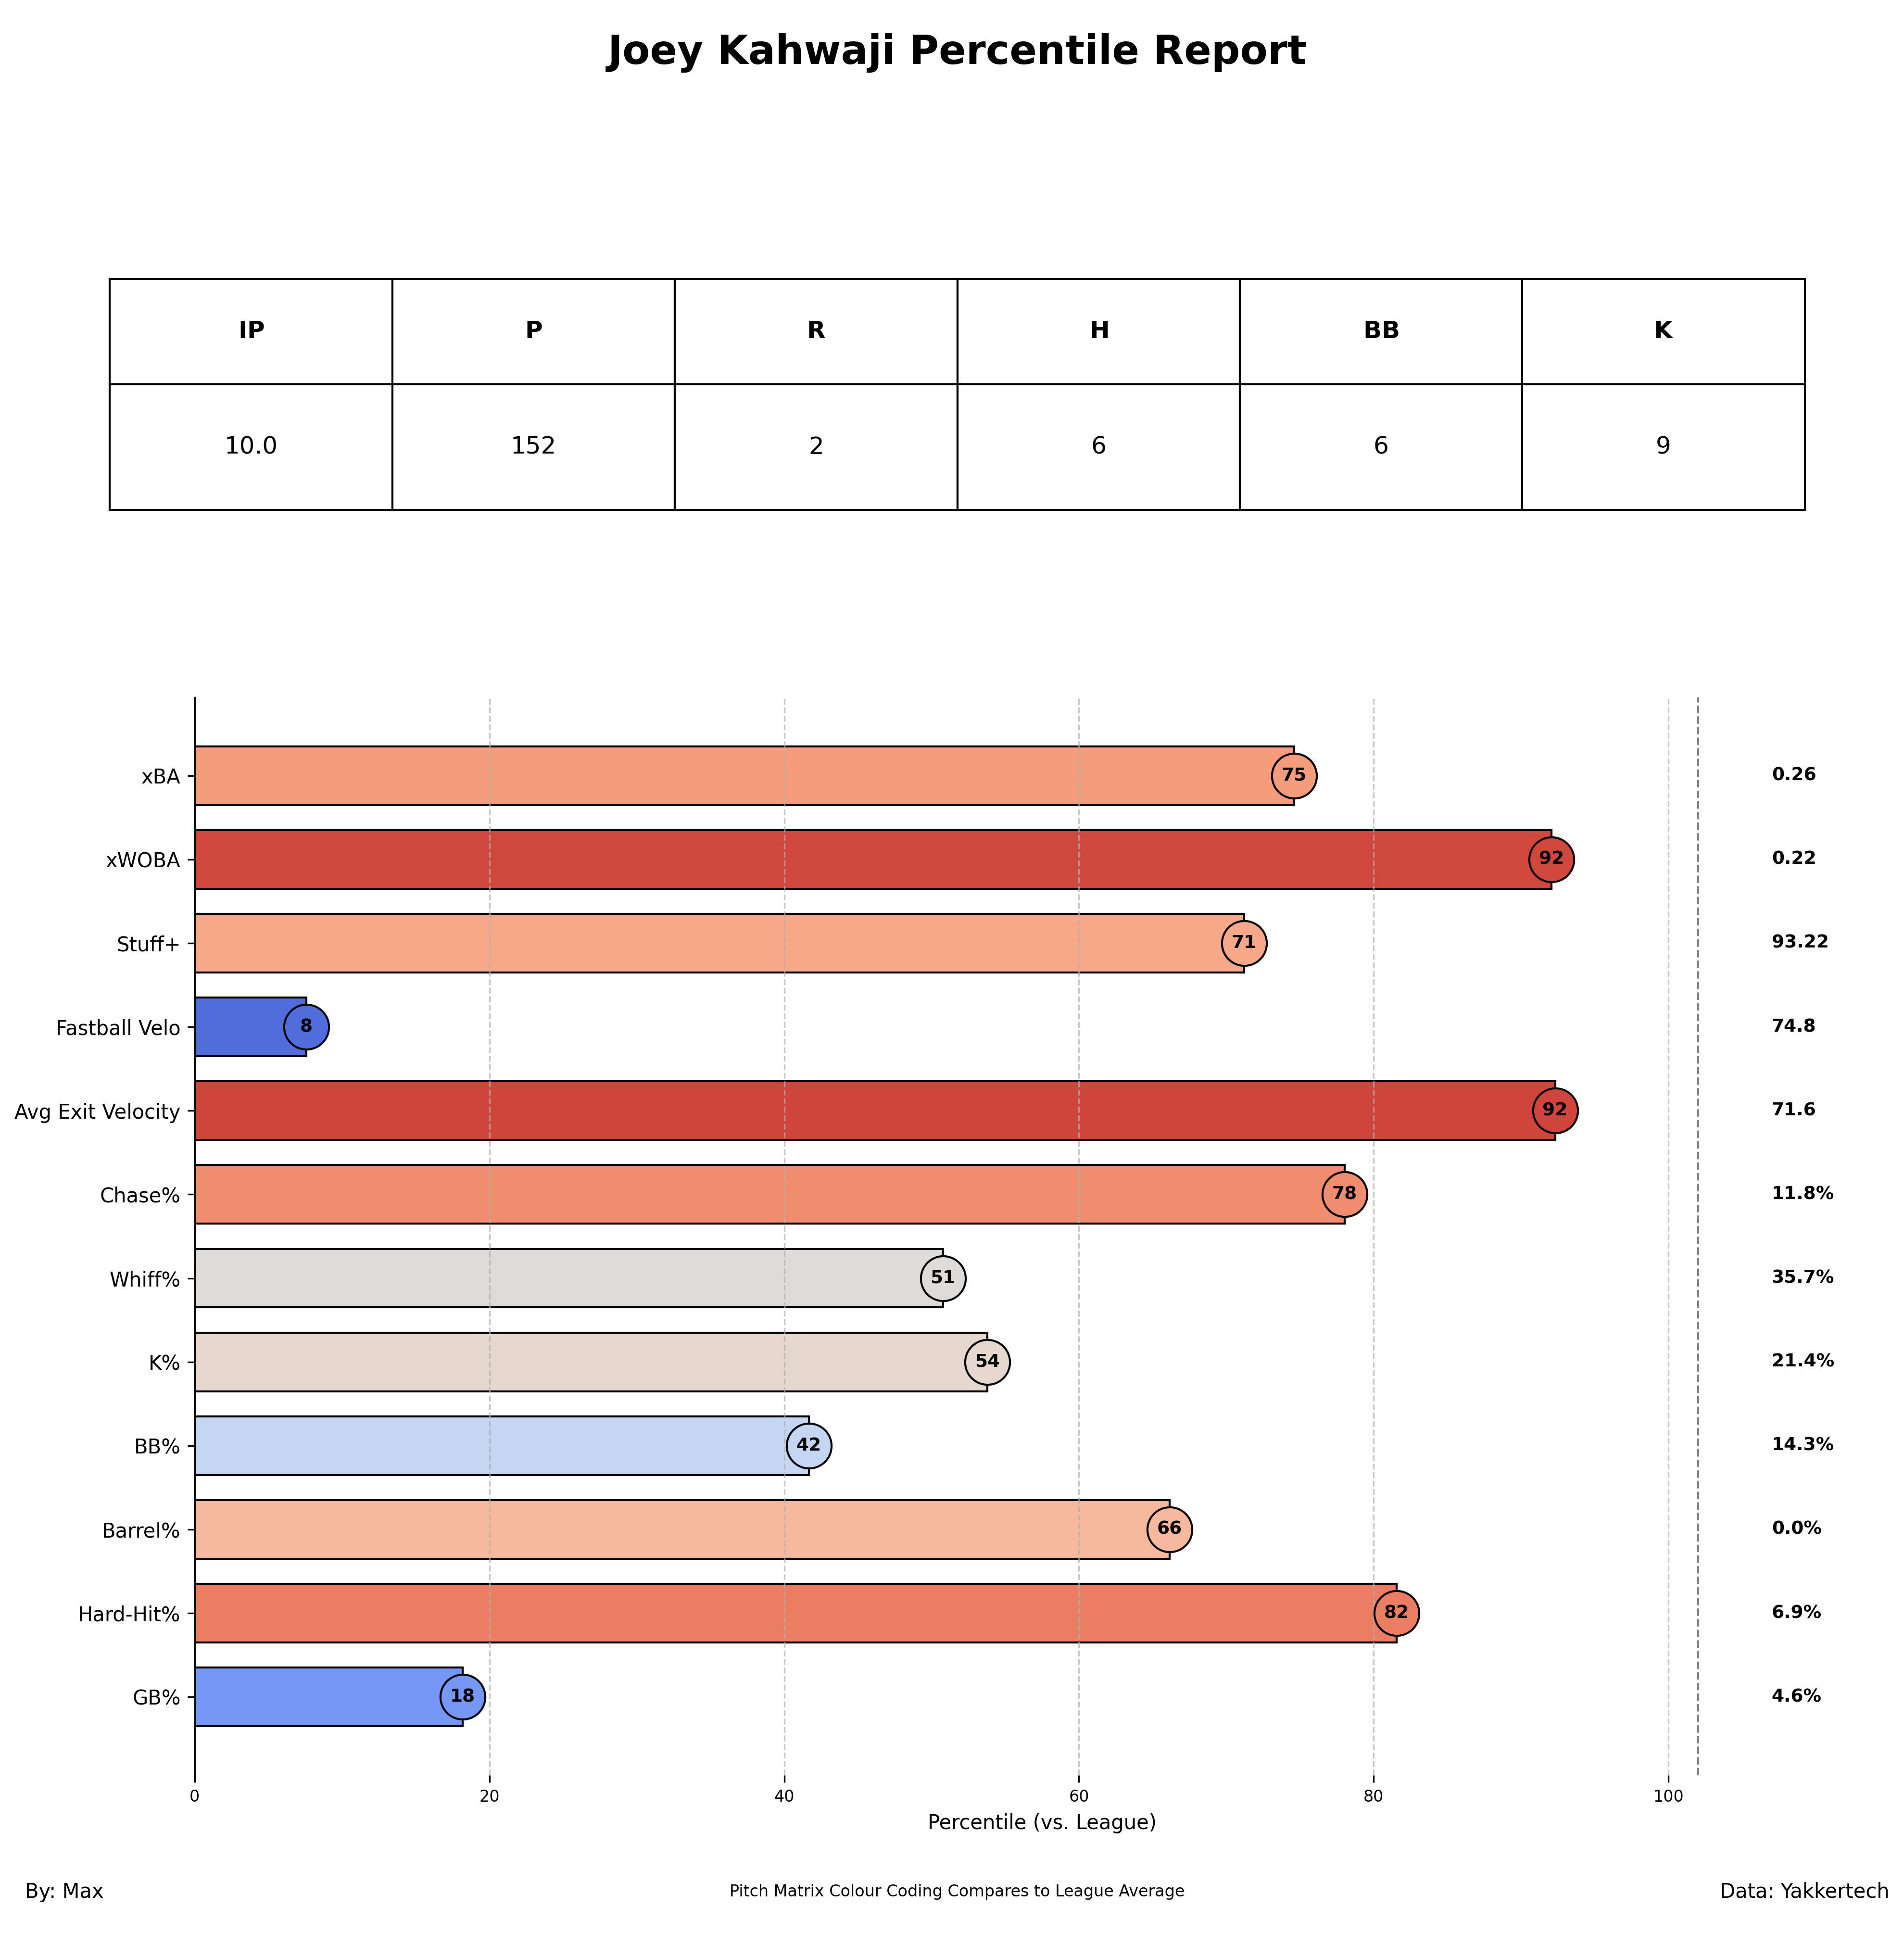 Joey Kahwaji Percentile Report
IP P R H BB K
10.0 152 2 6 6 9
xBA 75 0.26
xWOBA 92 0.22
Stuff+ 71 93.22
Fastball Velo 8 74.8
Avg Exit Velocity 92 71.6
Chase% 78 11.8%
Whiff% 51 35.7%
K% 54 21.4%
BB% 42 14.3%
Barrel% 66 0.0%
Hard-Hit% 82 6.9%
GB% 18 4.6%
0 20 40 60 80 100
Percentile (vs. League)
By: Max Pitch Matrix Colour Coding Compares to League Average Data: Yakkertech